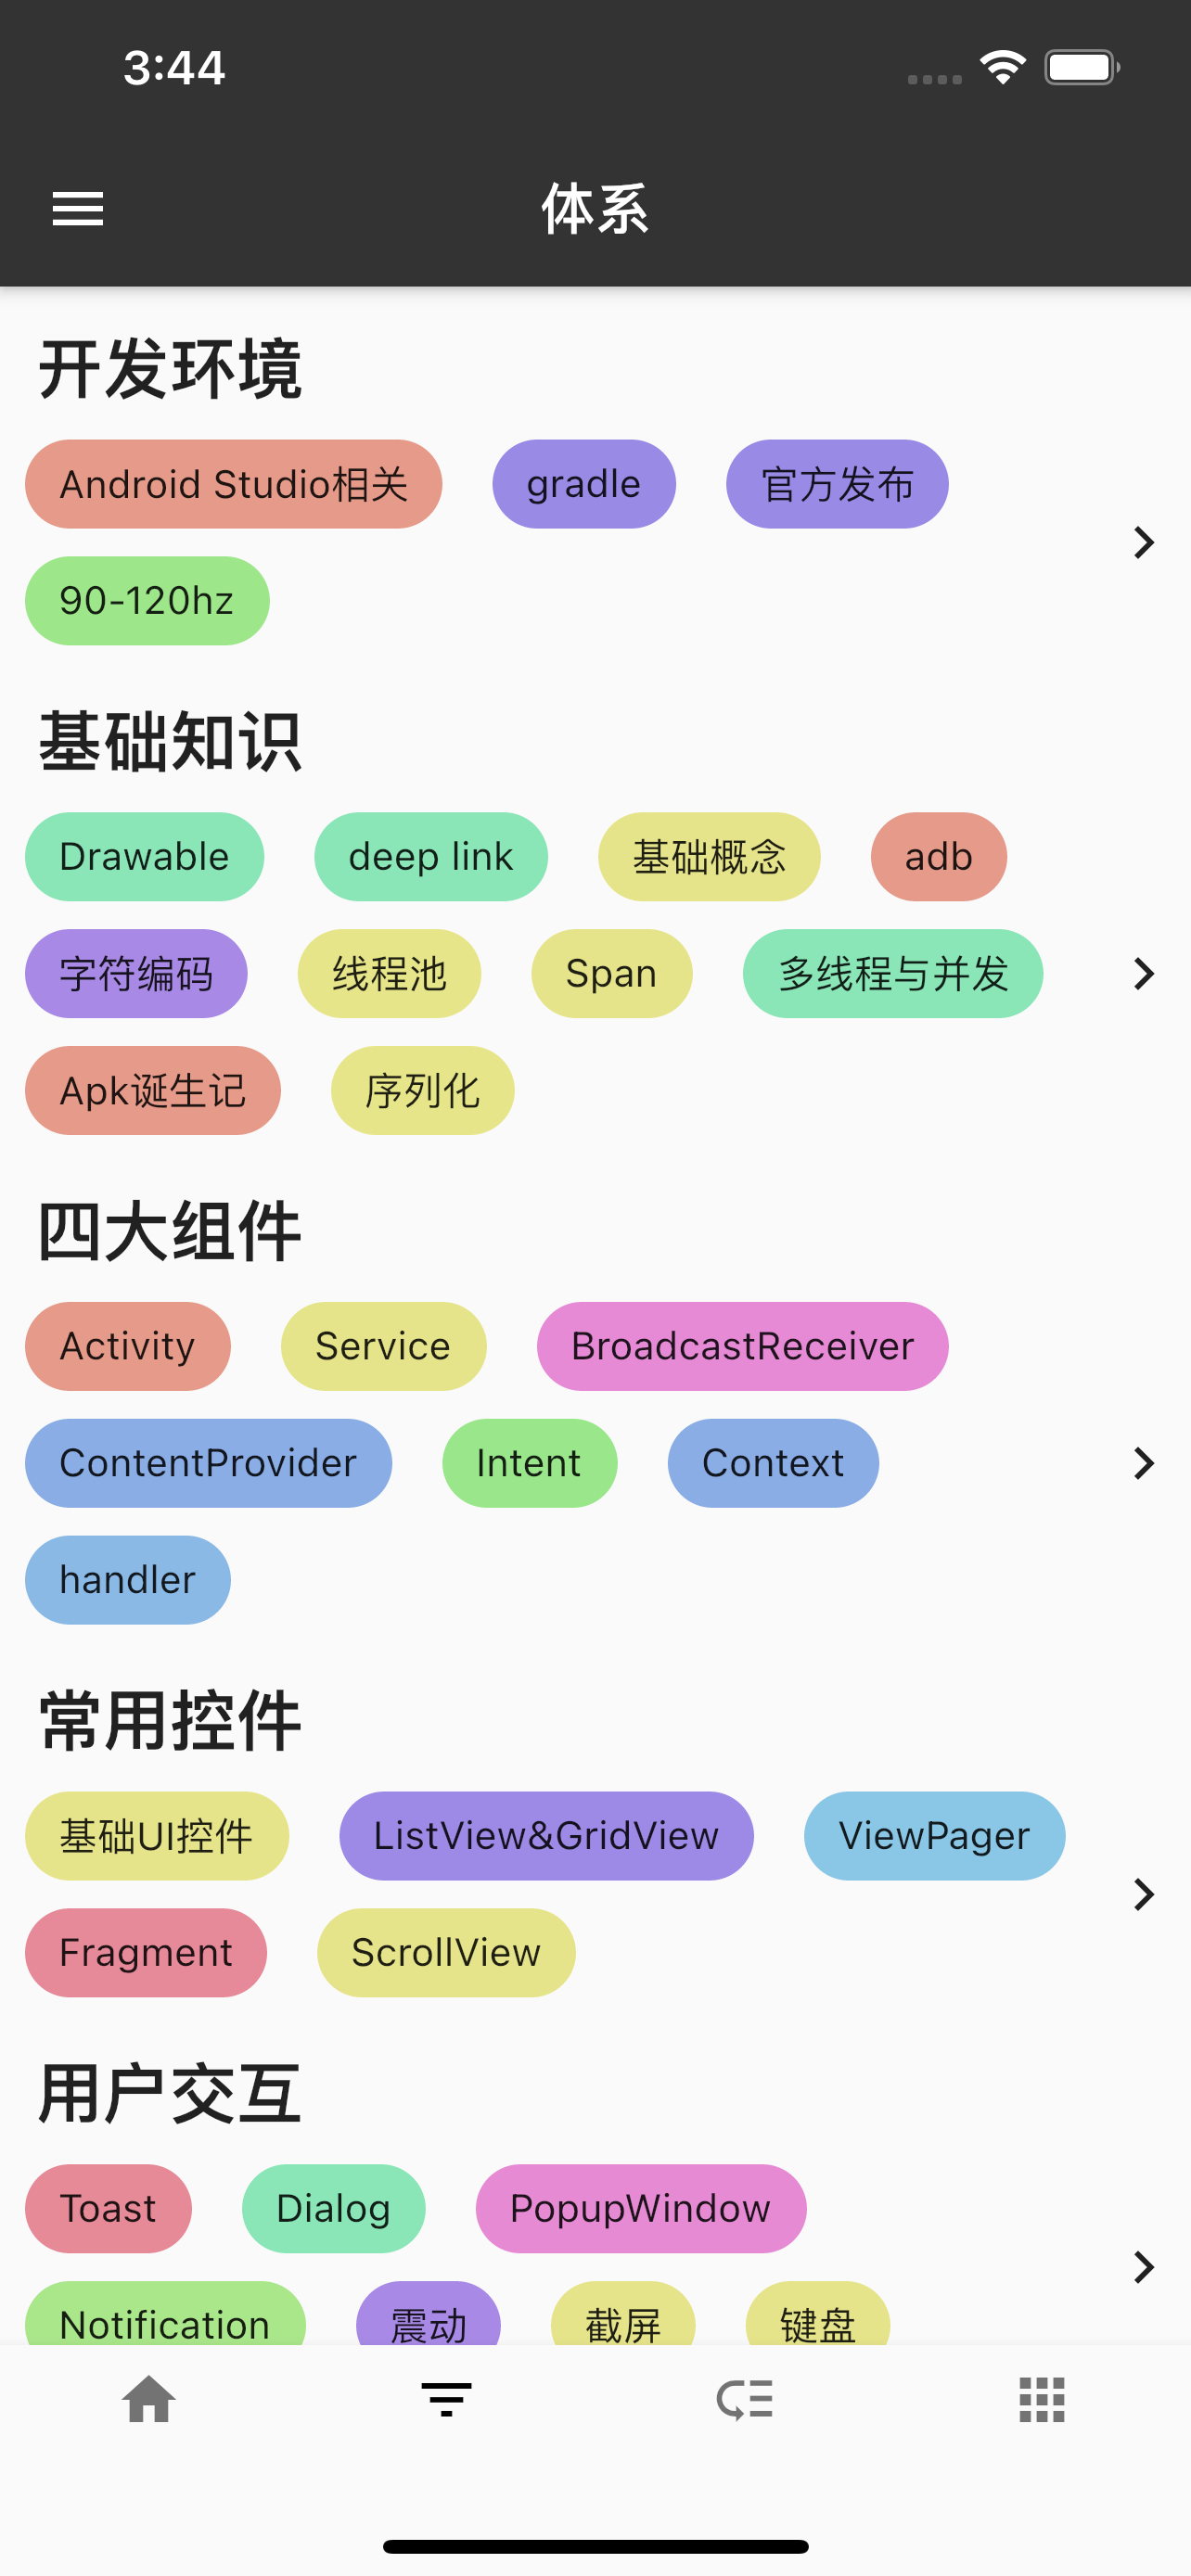 3:44
体系
开发环境
Android Studio相关 gradle 官方发布
90-120hz
基础知识
Drawable deep link 基础概念 adb
字符编码 线程池 Span 多线程与并发
Apk诞生记 序列化
四大组件
Activity Service BroadcastReceiver
ContentProvider Intent Context
handler
常用控件
基础UI控件 ListView&GridView ViewPager
Fragment ScrollView
用户交互
Toast Dialog PopupWindow
Notification 震动 截屏 键盘